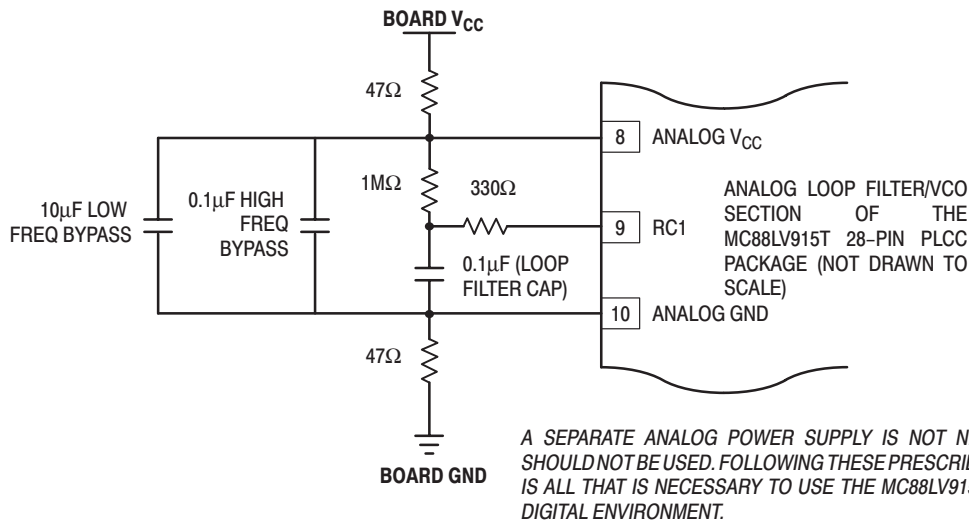 BOARD VCC
47Ω
8 ANALOG VCC
1MΩ
330Ω
10μF LOW
FREQ BYPASS
0.1μF HIGH
FREQ
BYPASS
9 RC1
ANALOG LOOP FILTER/VCO
SECTION OF THE
MC88LV915T 28–PIN PLCC
PACKAGE (NOT DRAWN TO
SCALE)
0.1μF (LOOP
FILTER CAP)
10 ANALOG GND
47Ω
BOARD GND
A SEPARATE ANALOG POWER SUPPLY IS NOT
SHOULD NOT BE USED. FOLLOWING THESE
IS ALL THAT IS NECESSARY TO USE THE
DIGITAL ENVIRONMENT.